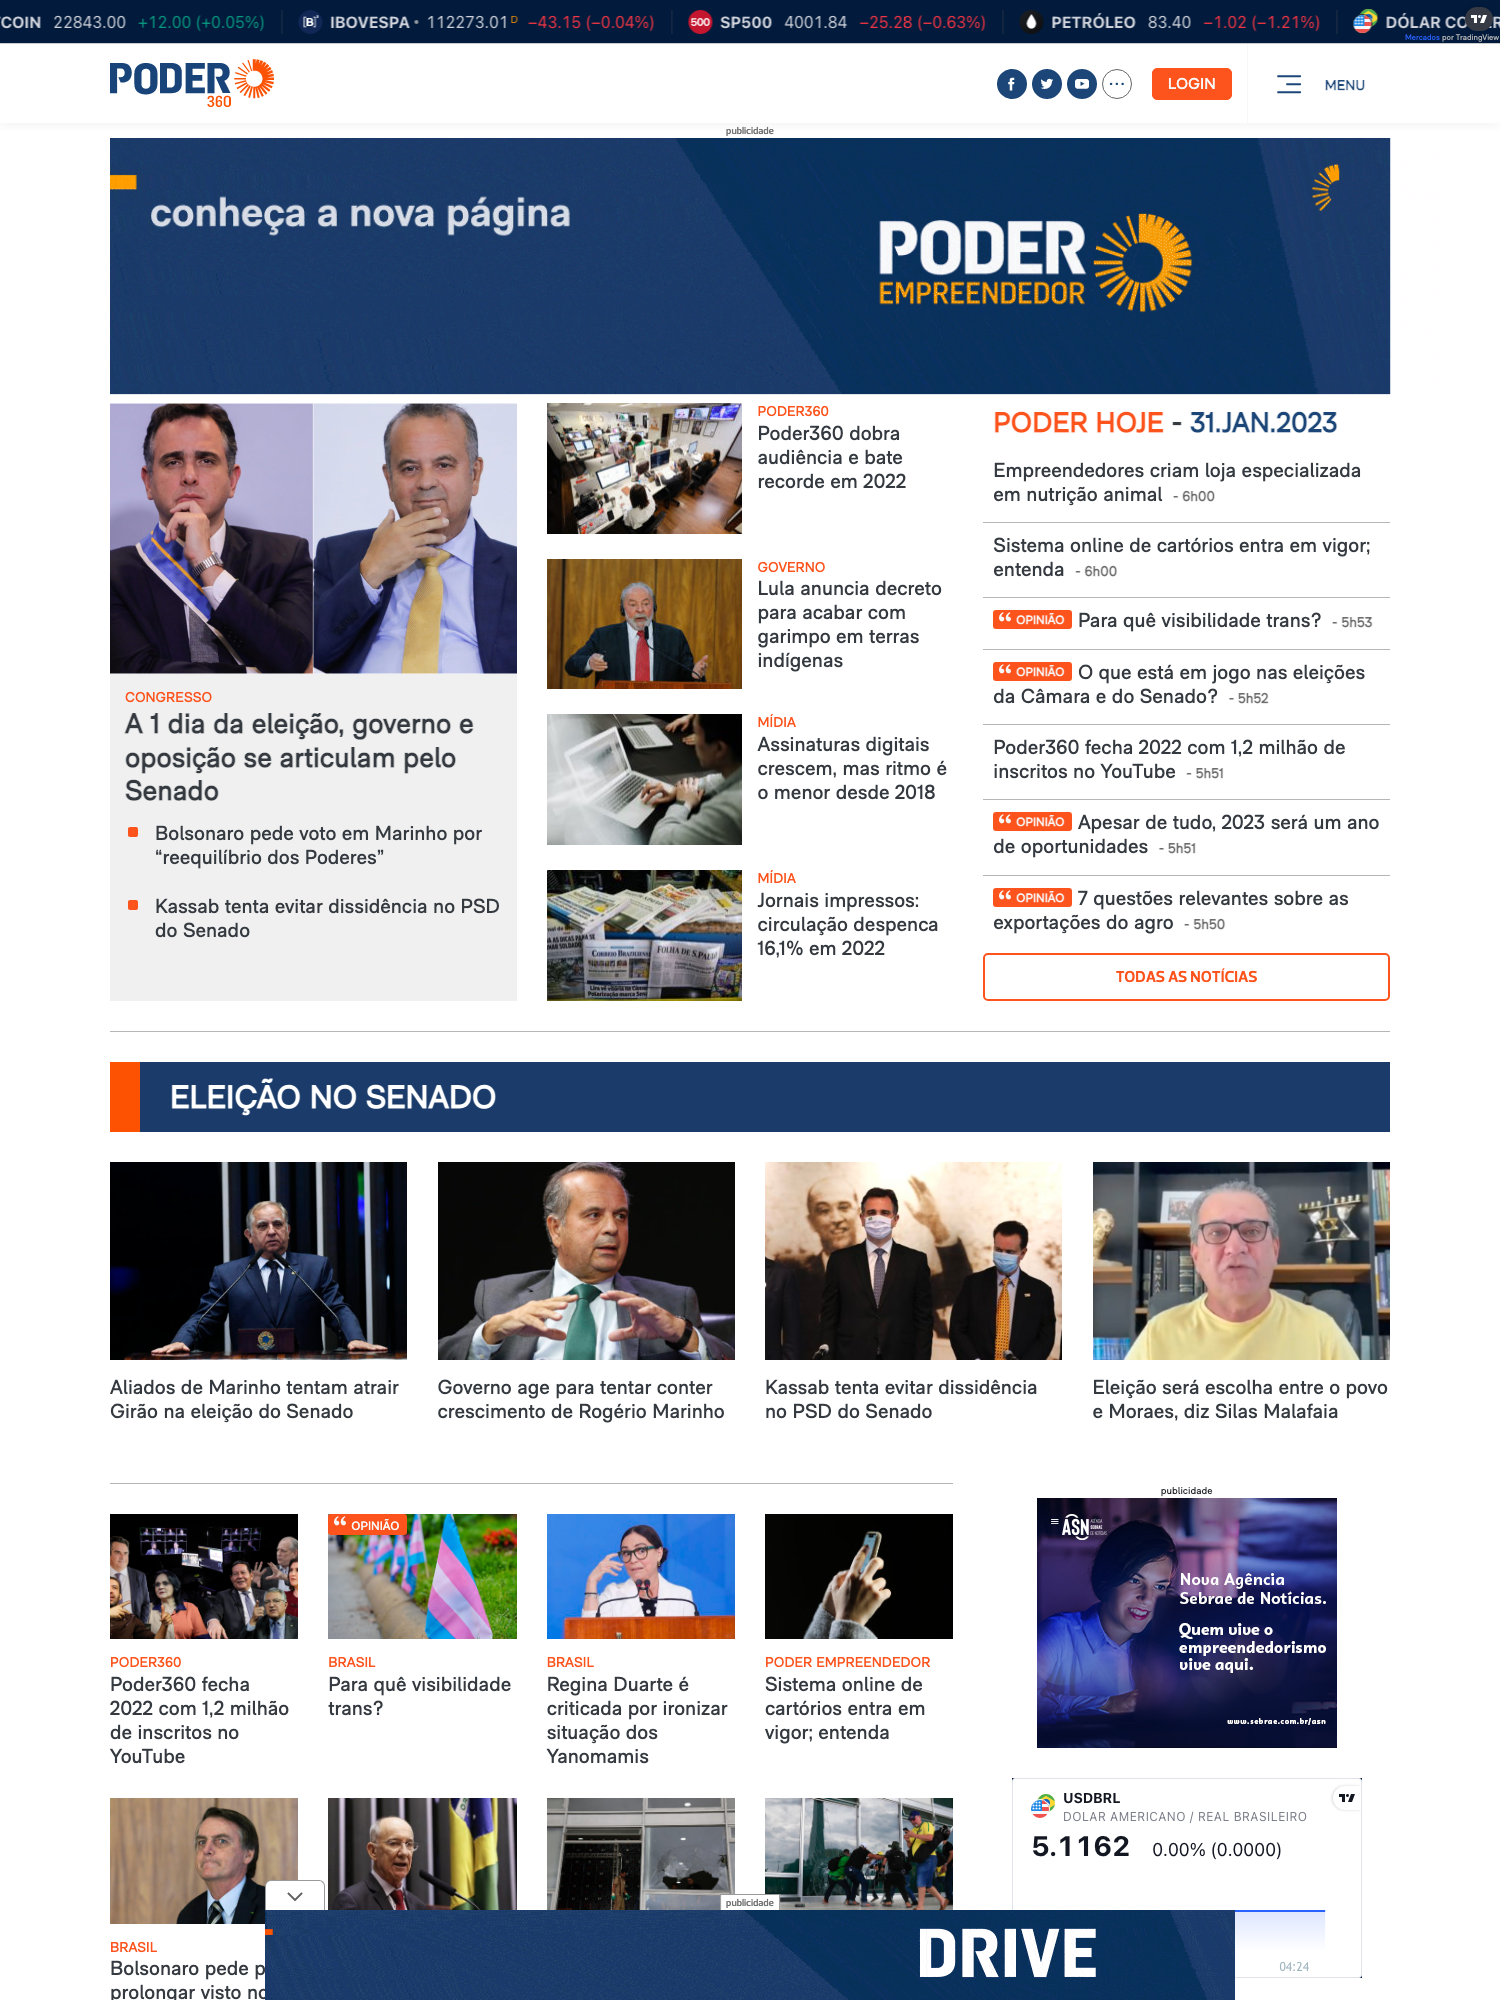 COIN 22843.00 +12.00 (+0.05%) IBOVESPA 112273.01 D −43.15 (−0.04%) 500 SP500 4001.84 −25.28 (−0.63%) PETRÓLEO 83.40 −1.02 (−1.21%) DÓLAR CO
Mercados por TradingView
PODER
360
LOGIN
MENU
publicidade
conheça a nova página
PODER
EMPREENDEDOR
CONGRESSO
A 1 dia da eleição, governo e
oposição se articulam pelo
Senado
Bolsonaro pede voto em Marinho por
“reequilíbrio dos Poderes”
Kassab tenta evitar dissidência no PSD
do Senado
PODER360
Poder360 dobra
audiência e bate
recorde em 2022
GOVERNO
Lula anuncia decreto
para acabar com
garimpo em terras
indígenas
MÍDIA
Assinaturas digitais
crescem, mas ritmo é
o menor desde 2018
CORREIO BRAZILIENSE
FOLHA DE S.PAULO
MÍDIA
Jornais impressos:
circulação despenca
16,1% em 2022
PODER HOJE - 31.JAN.2023
Empreendedores criam loja especializada
em nutrição animal - 6h00
Sistema online de cartórios entra em vigor;
entenda - 6h00
“ OPINIÃO Para quê visibilidade trans? - 5h53
“ OPINIÃO O que está em jogo nas eleições
da Câmara e do Senado? - 5h52
Poder360 fecha 2022 com 1,2 milhão de
inscritos no YouTube - 5h51
“ OPINIÃO Apesar de tudo, 2023 será um ano
de oportunidades - 5h51
“ OPINIÃO 7 questões relevantes sobre as
exportações do agro - 5h50
TODAS AS NOTÍCIAS
ELEIÇÃO NO SENADO
Aliados de Marinho tentam atrair
Girão na eleição do Senado
Governo age para tentar conter
crescimento de Rogério Marinho
Kassab tenta evitar dissidência
no PSD do Senado
Eleição será escolha entre o povo
e Moraes, diz Silas Malafaia
PODER360
Poder360 fecha
2022 com 1,2 milhão
de inscritos no
YouTube
“ OPINIÃO
BRASIL
Para quê visibilidade
trans?
BRASIL
Regina Duarte é
criticada por ironizar
situação dos
Yanomamis
PODER EMPREENDEDOR
Sistema online de
cartórios entra em
vigor; entenda
publicidade
ASN
Nova Agência
Sebrae de Notícias.
Quem vive o
empreendedorismo
vive aqui.
www.sebrae.com.br/asn
USDBRL
DOLAR AMERICANO / REAL BRASILEIRO
5.1162 0.00% (0.0000)
04:24
BRASIL
Bolsonaro pede p
prolongar visto no
publicidade
DRIVE